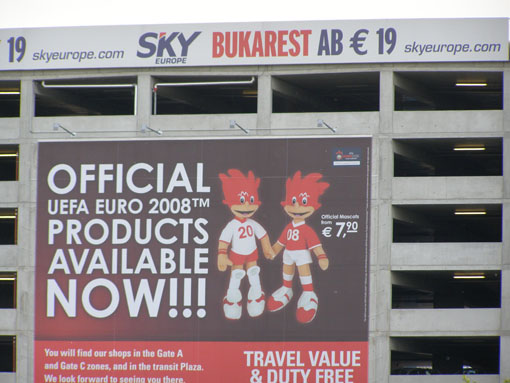 19 skyeurope.com SKY EUROPE BUKAREST AB € 19 skyeurope.com
OFFICIAL
UEFA EURO 2008™
PRODUCTS
AVAILABLE
NOW!!!
20 08
Official Mascots
from
€ 7,90
You will find our shops in the Gate A
and Gate C zones, and in the transit Plaza.
We look forward to seeing you there.
TRAVEL VALUE
& DUTY FREE